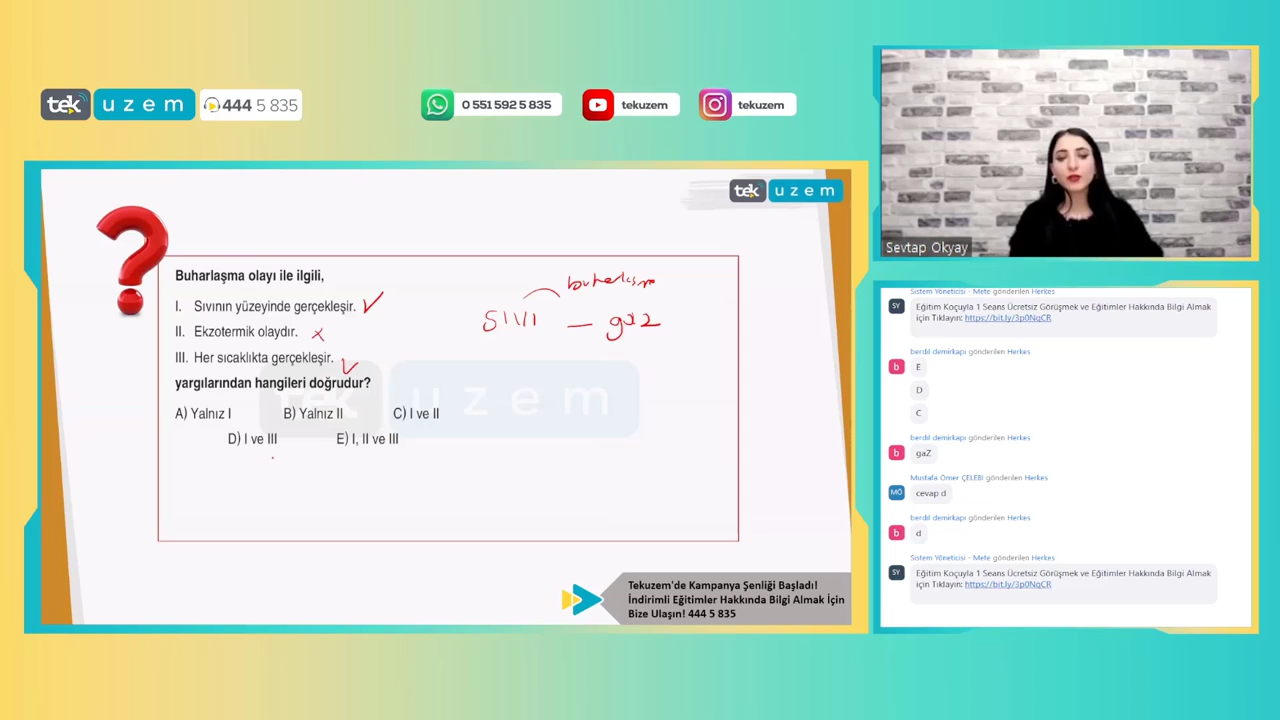 tek uzem 444 5 835
0 551 592 5 835
tekuzem
tekuzem
tek uzem
Buharlaşma olayı ile ilgili,
I. Sıvının yüzeyinde gerçekleşir.
II. Ekzotermik olaydır.
III. Her sıcaklıkta gerçekleşir.
yargılarından hangileri doğrudur?
A) Yalnız I B) Yalnız II C) I ve II
D) I ve III E) I, II ve III
buharlaşma
SIVI — gaz
tek uzem
Tekuzem'de Kampanya Şenliği Başladı!
İndirimli Eğitimler Hakkında Bilgi Almak İçin
Bize Ulaşın! 444 5 835
Sevtap Okyay
Sistem Yöneticisi - Mete gönderilen Herkes
SY
Eğitim Koçuyla 1 Seans Ücretsiz Görüşmek ve Eğitimler Hakkında Bilgi Almak
için Tıklayın: https://bit.ly/3p0NqCR
berdil demirkapı gönderilen Herkes
b
E
D
C
berdil demirkapı gönderilen Herkes
b
gaZ
Mustafa Ömer ÇELEBİ gönderilen Herkes
MÖ
cevap d
berdil demirkapı gönderilen Herkes
b
d
Sistem Yöneticisi - Mete gönderilen Herkes
SY
Eğitim Koçuyla 1 Seans Ücretsiz Görüşmek ve Eğitimler Hakkında Bilgi Almak
için Tıklayın: https://bit.ly/3p0NqCR